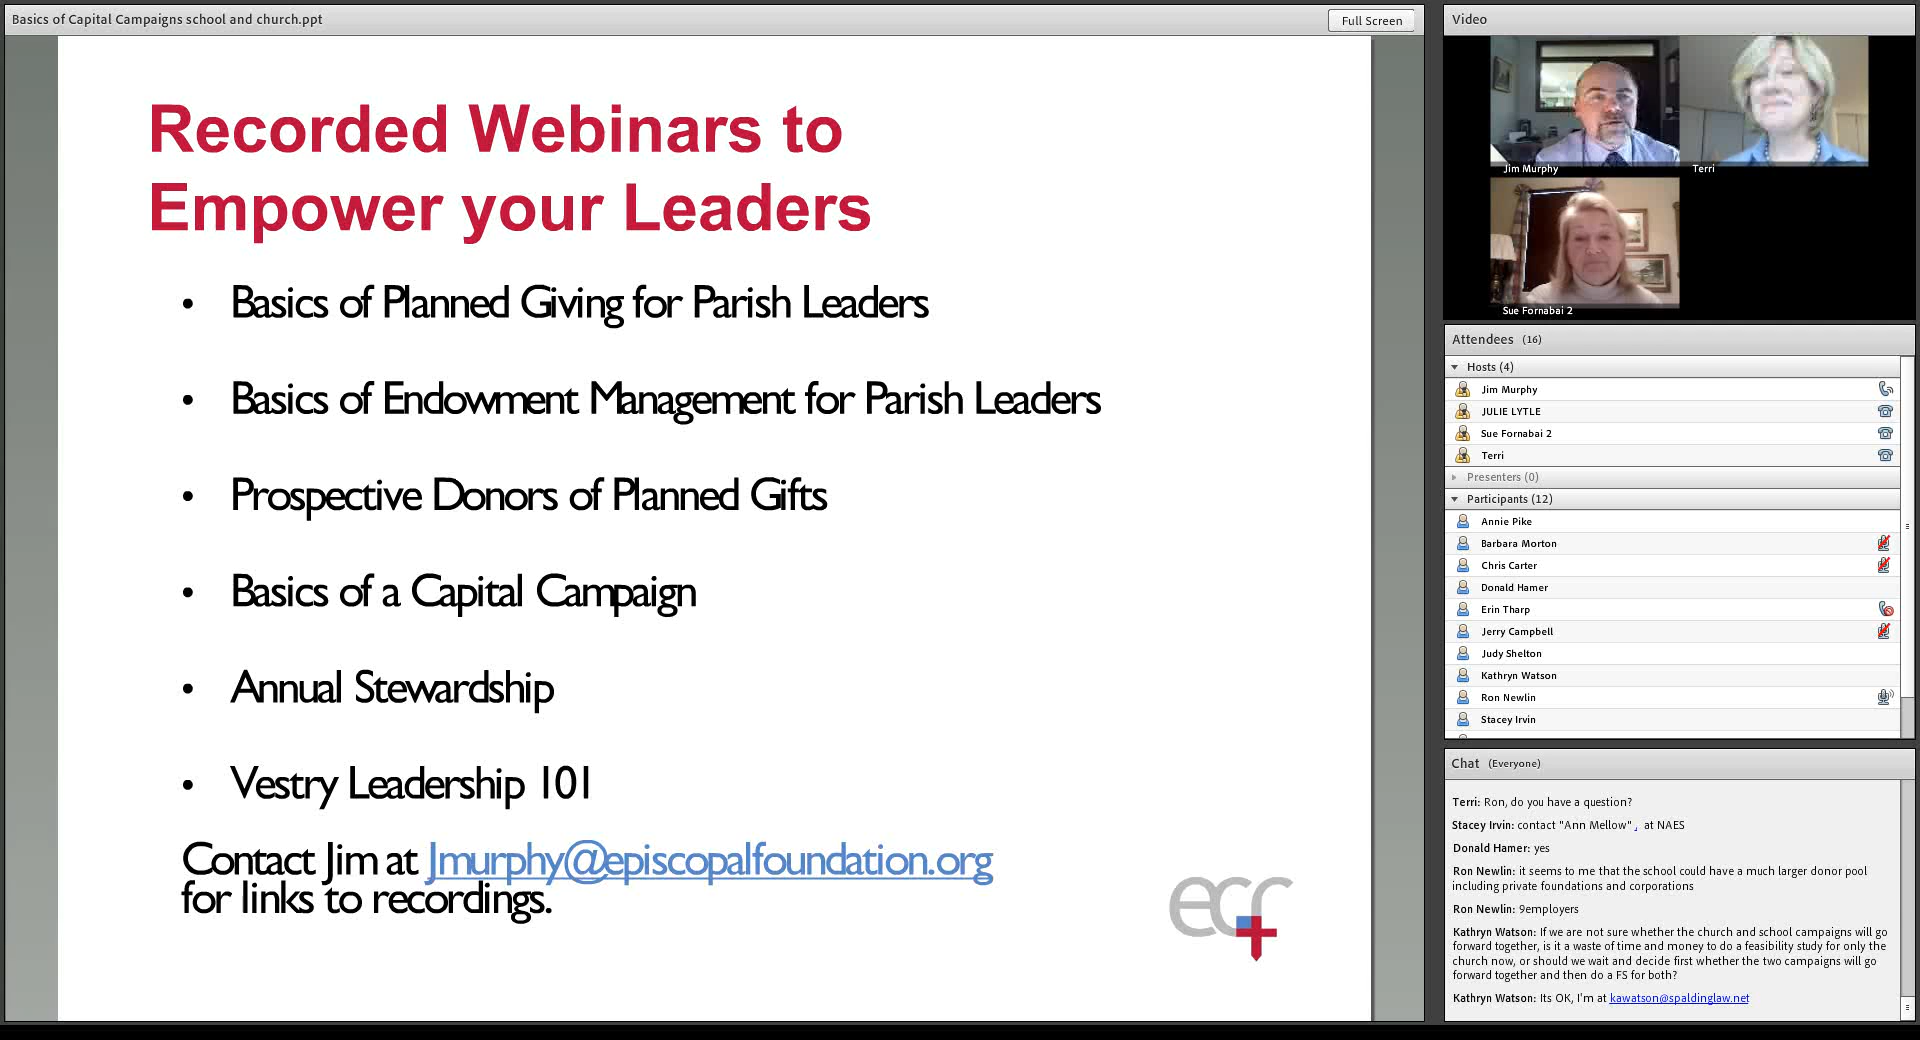 Basics of Capital Campaigns school and church.ppt
Full Screen
Recorded Webinars to
Empower your Leaders
• Basics of Planned Giving for Parish Leaders
• Basics of Endowment Management for Parish Leaders
• Prospective Donors of Planned Gifts
• Basics of a Capital Campaign
• Annual Stewardship
• Vestry Leadership 101
Contact Jim at Jmurphy@episcopalfoundation.org
for links to recordings.
ecf
Video
Jim Murphy
Terri
Sue Fornabai 2
Attendees (16)
Hosts (4)
Jim Murphy
JULIE LYTLE
Sue Fornabai 2
Terri
Presenters (0)
Participants (12)
Annie Pike
Barbara Morton
Chris Carter
Donald Hamer
Erin Tharp
Jerry Campbell
Judy Shelton
Kathryn Watson
Ron Newlin
Stacey Irvin
Chat (Everyone)
Terri: Ron, do you have a question?
Stacey Irvin: contact "Ann Mellow" , at NAES
Donald Hamer: yes
Ron Newlin: it seems to me that the school could have a much larger donor pool
including private foundations and corporations
Ron Newlin: 9employers
Kathryn Watson: If we are not sure whether the church and school campaigns will go
forward together, is it a waste of time and money to do a feasibility study for only the
church now, or should we wait and decide first whether the two campaigns will go
forward together and then do a FS for both?
Kathryn Watson: Its OK, I'm at kawatson@spaldinglaw.net